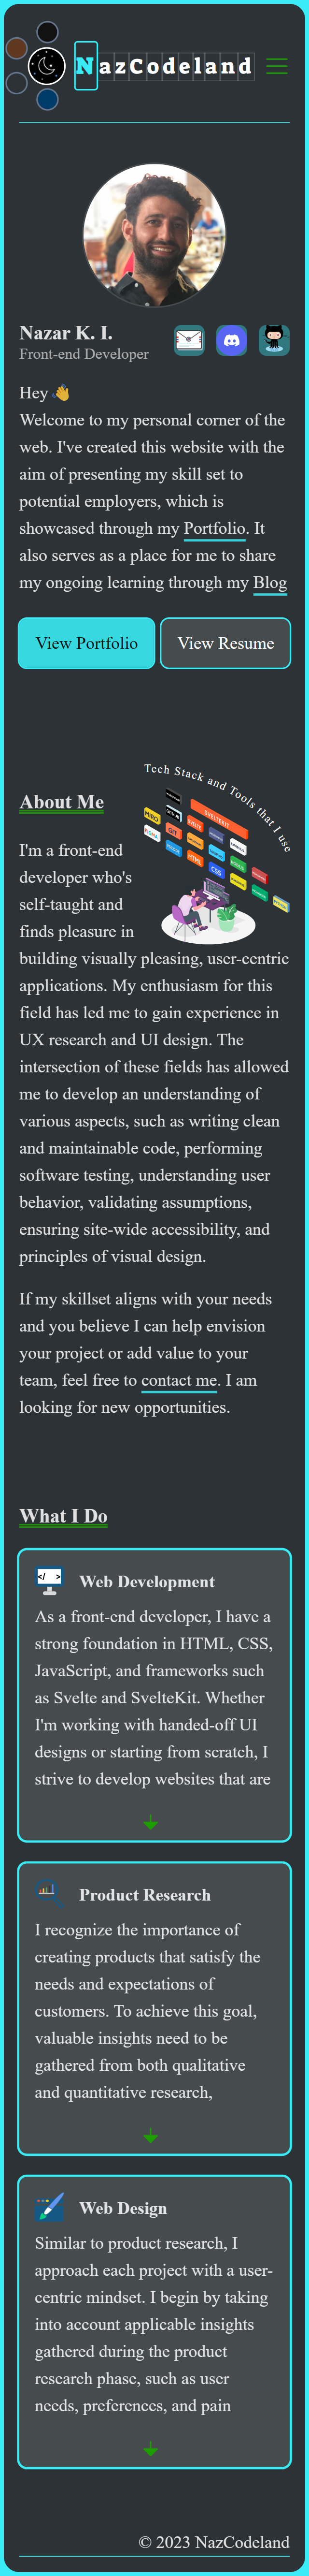 NazCodeland
Nazar K. I.
Front-end Developer
Hey 👋
Welcome to my personal corner of the
web. I've created this website with the
aim of presenting my skill set to
potential employers, which is
showcased through my Portfolio. It
also serves as a place for me to share
my ongoing learning through my Blog
View Portfolio
View Resume
Tech Stack and Tools that I use
SVELTEKIT
MIRO
GIT
FIGMA
HTML
CSS
About Me
I'm a front-end
developer who's
self-taught and
finds pleasure in
building visually pleasing, user-centric
applications. My enthusiasm for this
field has led me to gain experience in
UX research and UI design. The
intersection of these fields has allowed
me to develop an understanding of
various aspects, such as writing clean
and maintainable code, performing
software testing, understanding user
behavior, validating assumptions,
ensuring site-wide accessibility, and
principles of visual design.
If my skillset aligns with your needs
and you believe I can help envision
your project or add value to your
team, feel free to contact me. I am
looking for new opportunities.
What I Do
</ >
Web Development
As a front-end developer, I have a
strong foundation in HTML, CSS,
JavaScript, and frameworks such
as Svelte and SvelteKit. Whether
I'm working with handed-off UI
designs or starting from scratch, I
strive to develop websites that are
Product Research
I recognize the importance of
creating products that satisfy the
needs and expectations of
customers. To achieve this goal,
valuable insights need to be
gathered from both qualitative
and quantitative research,
Web Design
Similar to product research, I
approach each project with a user-
centric mindset. I begin by taking
into account applicable insights
gathered during the product
research phase, such as user
needs, preferences, and pain
© 2023 NazCodeland